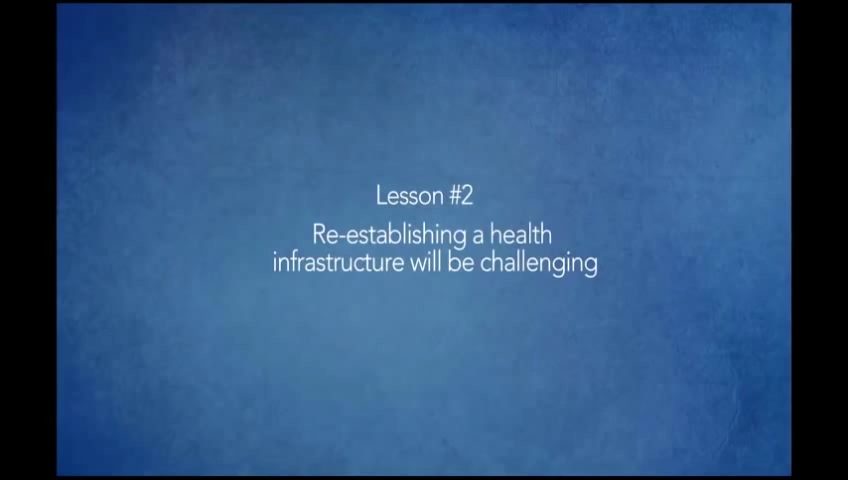 Lesson #2
Re-establishing a health
infrastructure will be challenging